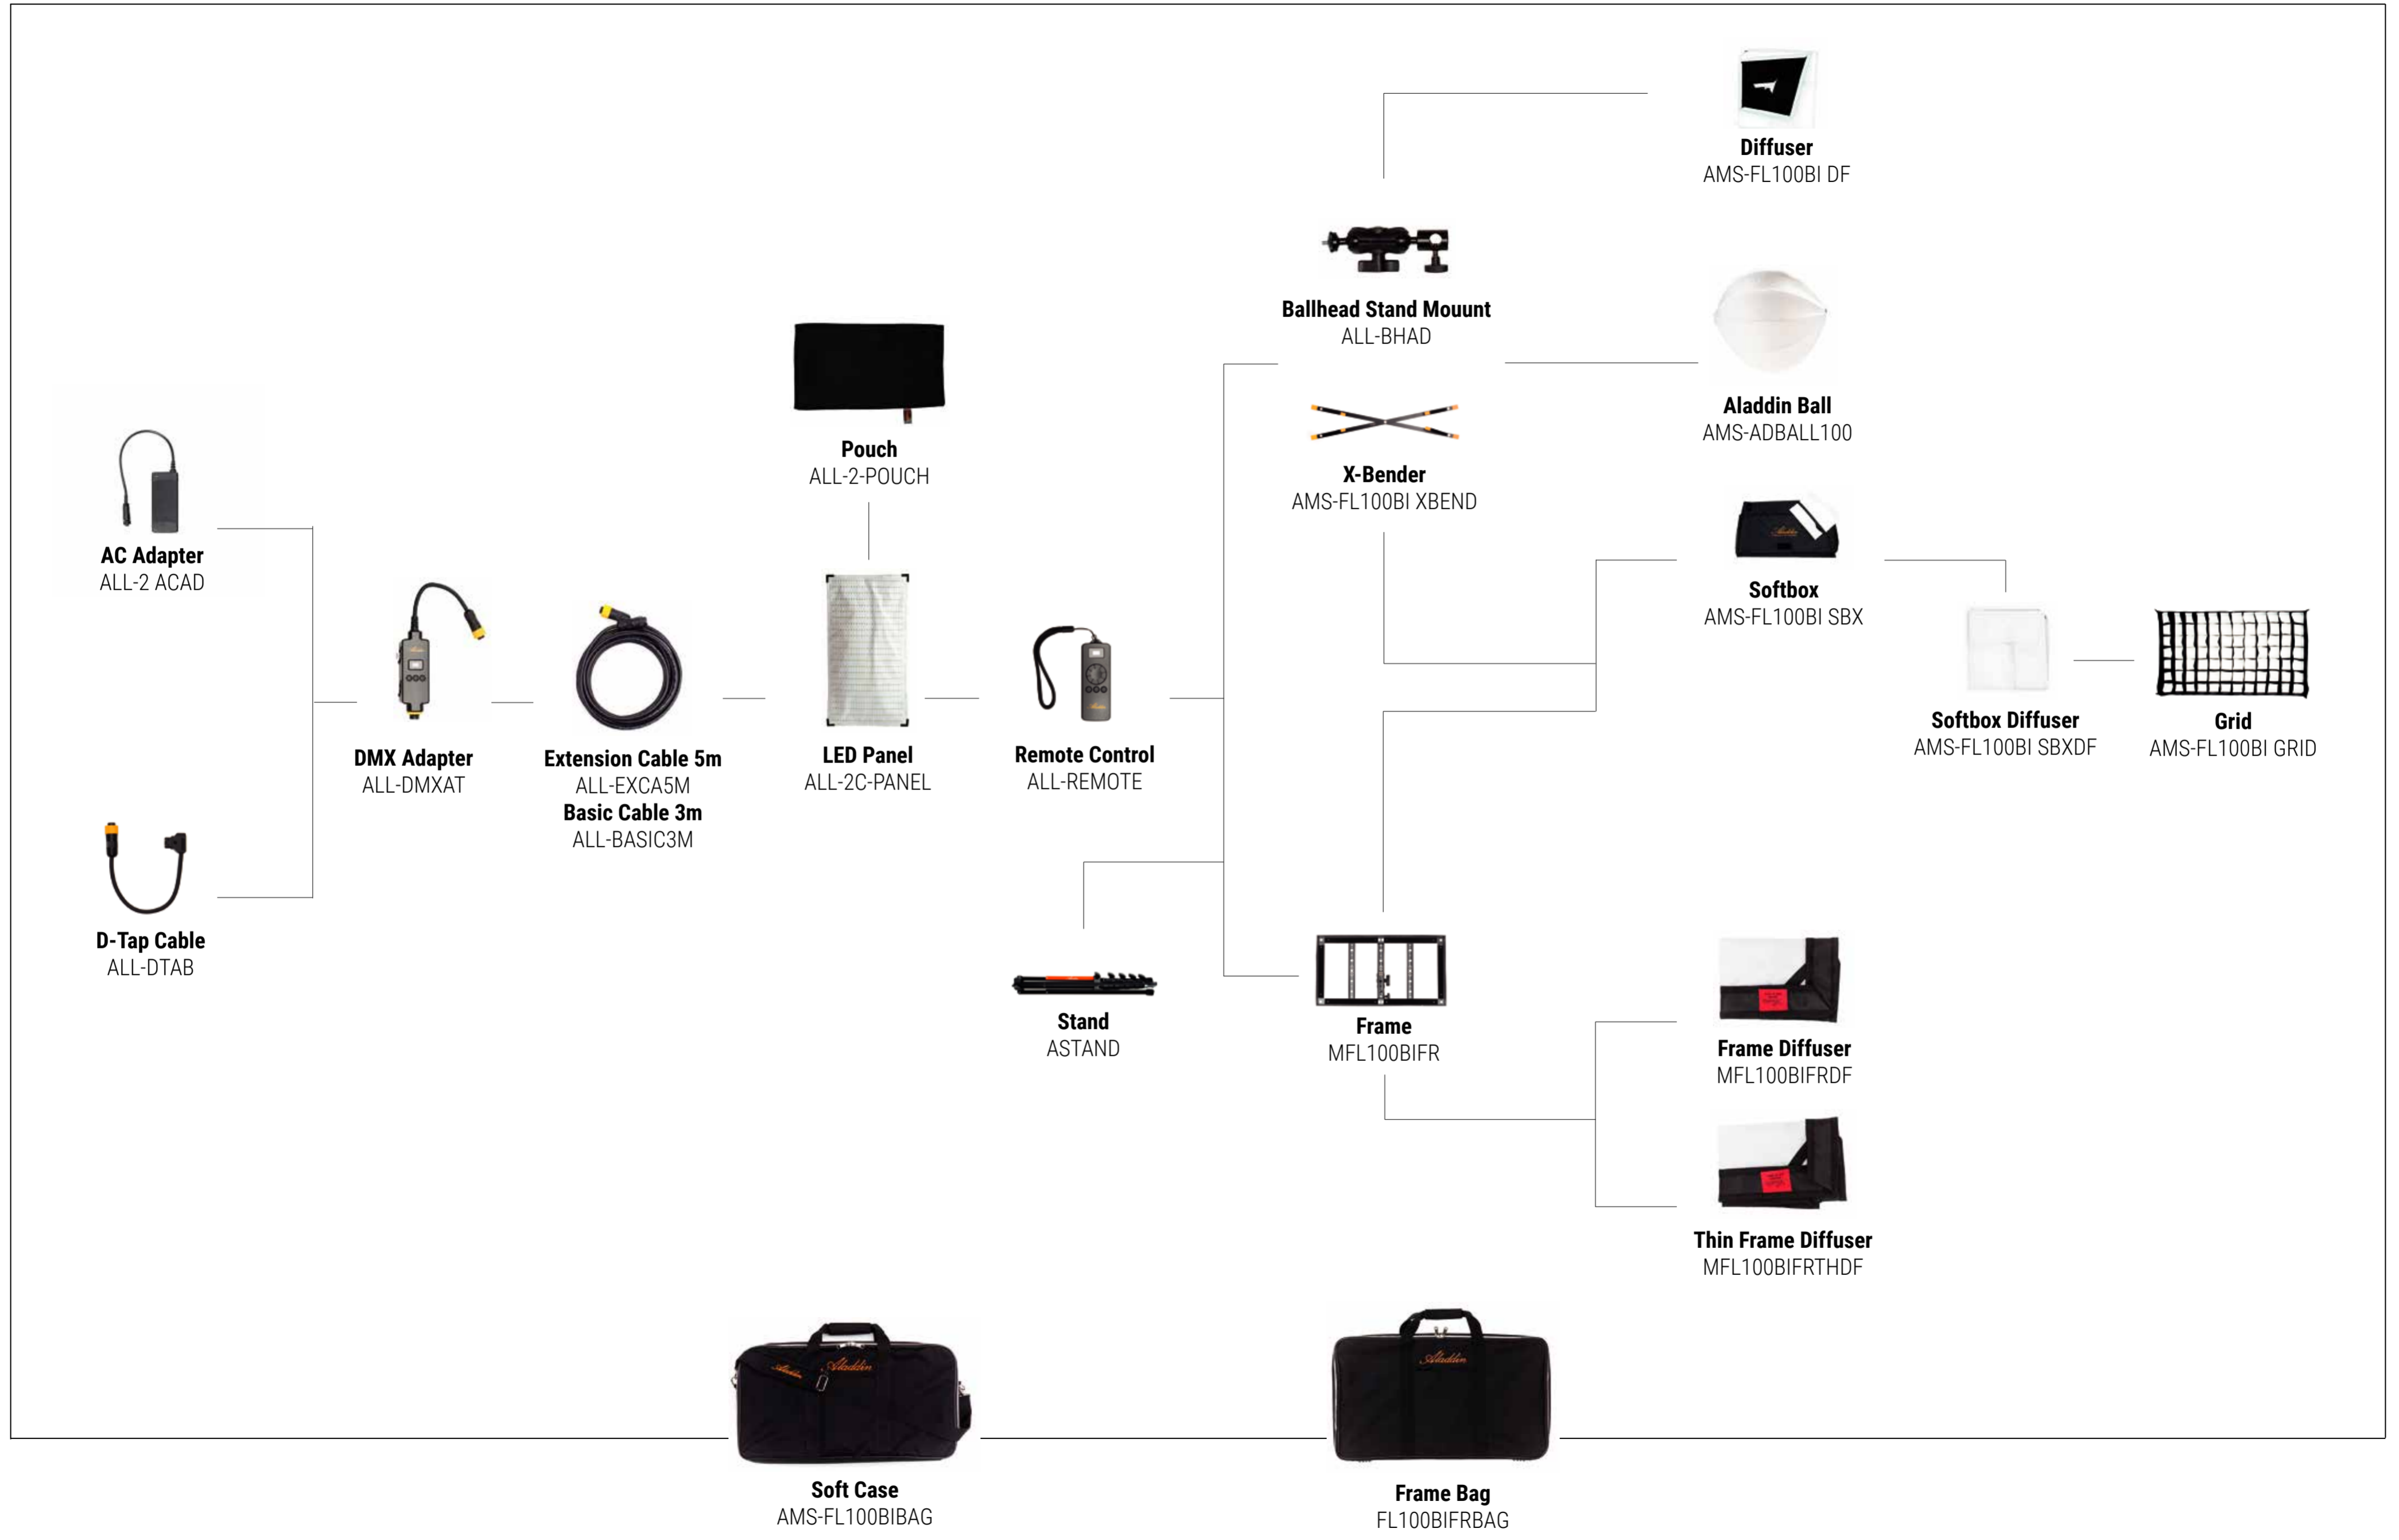 Diffuser
AMS-FL100BI DF
Ballhead Stand Mouunt
ALL-BHAD
Aladdin Ball
AMS-ADBALL100
Pouch
ALL-2-POUCH
X-Bender
AMS-FL100BI XBEND
AC Adapter
ALL-2 ACAD
Aladdin
Softbox
AMS-FL100BI SBX
DMX Adapter
ALL-DMXAT
Extension Cable 5m
ALL-EXCA5M
Basic Cable 3m
ALL-BASIC3M
LED Panel
ALL-2C-PANEL
Remote Control
ALL-REMOTE
Softbox Diffuser
AMS-FL100BI SBXDF
Grid
AMS-FL100BI GRID
D-Tap Cable
ALL-DTAB
Stand
ASTAND
Frame
MFL100BIFR
Frame Diffuser
MFL100BIFRDF
Thin Frame Diffuser
MFL100BIFRTHDF
Aladdin
Aladdin
Aladdin
Soft Case
AMS-FL100BIBAG
Frame Bag
FL100BIFRBAG